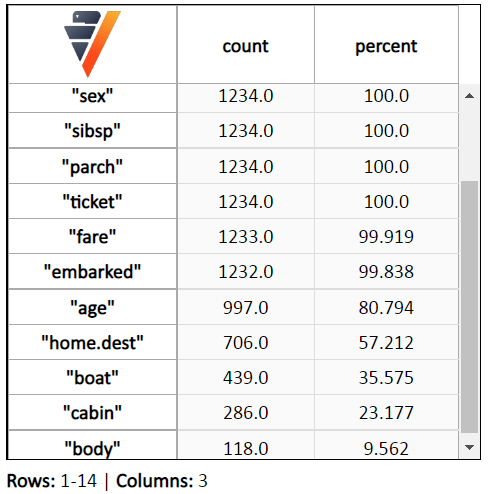 count percent
"sex" 1234.0 100.0
"sibsp" 1234.0 100.0
"parch" 1234.0 100.0
"ticket" 1234.0 100.0
"fare" 1233.0 99.919
"embarked" 1232.0 99.838
"age" 997.0 80.794
"home.dest" 706.0 57.212
"boat" 439.0 35.575
"cabin" 286.0 23.177
"body" 118.0 9.562
Rows: 1-14 | Columns: 3